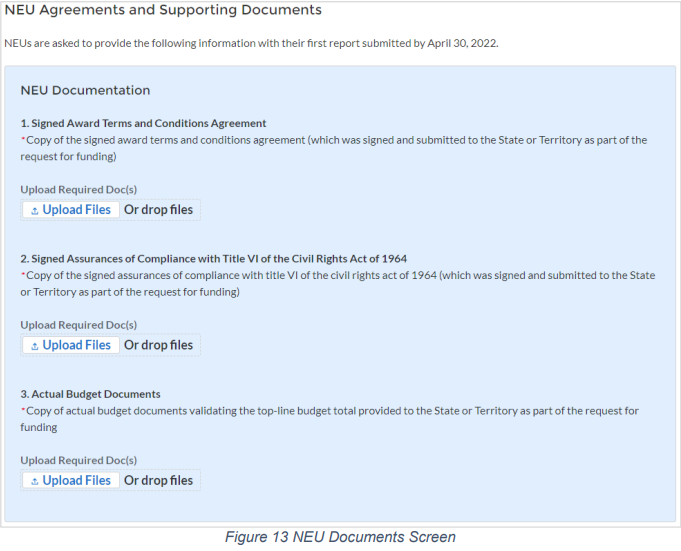 NEU Agreements and Supporting Documents
NEUs are asked to provide the following information with their first report submitted by April 30, 2022.
NEU Documentation
1. Signed Award Terms and Conditions Agreement
*Copy of the signed award terms and conditions agreement (which was signed and submitted to the State or Territory as part of the
request for funding)
Upload Required Doc(s)
Upload Files Or drop files
2. Signed Assurances of Compliance with Title VI of the Civil Rights Act of 1964
*Copy of the signed assurances of compliance with title VI of the civil rights act of 1964 (which was signed and submitted to the State
or Territory as part of the request for funding)
Upload Required Doc(s)
Upload Files Or drop files
3. Actual Budget Documents
*Copy of actual budget documents validating the top-line budget total provided to the State or Territory as part of the request for
funding
Upload Required Doc(s)
Upload Files Or drop files
Figure 13 NEU Documents Screen